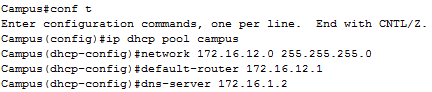 Campus#conf t
Enter configuration commands, one per line.  End with CNTL/Z.
Campus(config)#ip dhcp pool campus
Campus(dhcp-config)#network 172.16.12.0 255.255.255.0
Campus(dhcp-config)#default-router 172.16.12.1
Campus(dhcp-config)#dns-server 172.16.1.2